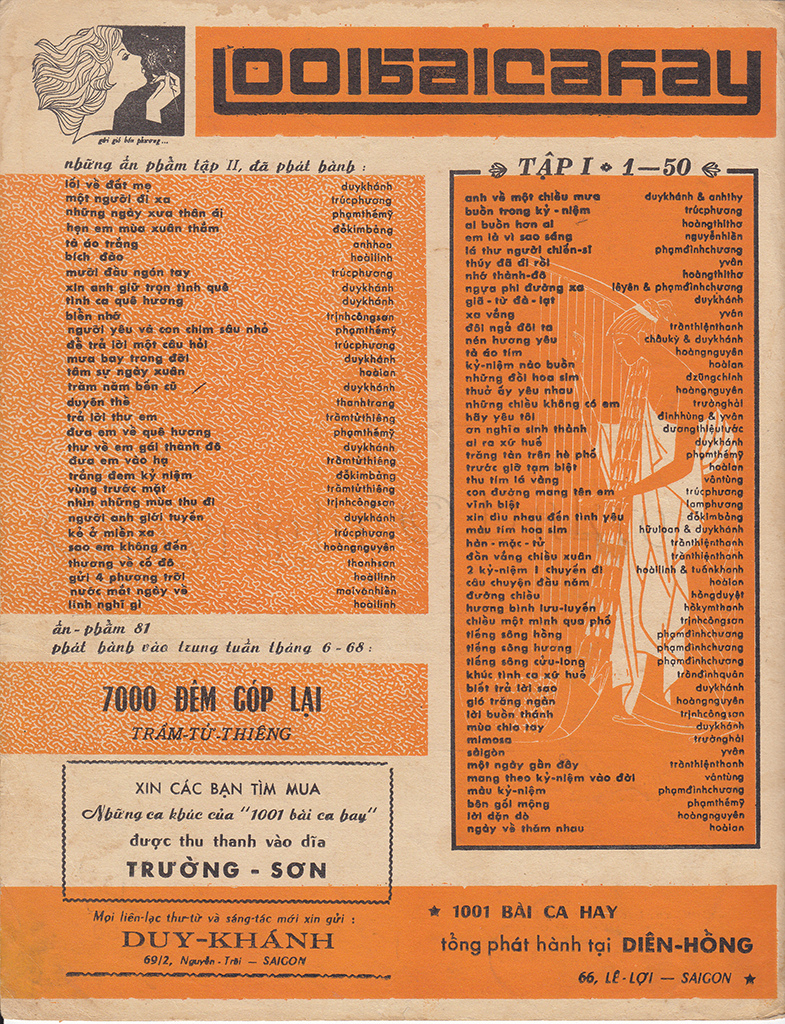 1001 bài ca hay
gửi gió bốn phương...
những ấn phẩm tập II, đã phát hành :
lối về đất mẹ duykhánh
một người đi xa trúcphương
những ngày xưa thân ái phạmthếmỹ
hẹn em mùa xuân thắm đỗkimbảng
tà áo trắng anhhoa
bích đào hoàilinh
mười đầu ngón tay trúcphương
xin anh giữ trọn tình quê duykhánh
tình ca quê hương duykhánh
biển nhớ trịnhcôngsơn
người yêu và con chim sâu nhỏ phạmthếmỹ
để trả lời một câu hỏi trúcphương
mưa bay trong đời duykhánh
tâm sự ngày xuân hoàian
trăm năm bến cũ duykhánh
duyên thề thanhtrang
trả lời thư em trầmtừthiêng
đưa em về quê hương phạmthếmỹ
thư về em gái thành đô duykhánh
đưa em vào hạ trầmtừthiêng
trăng đem kỷ niệm đỗkimbảng
vùng trước mặt trầmtừthiêng
nhìn những mùa thu đi trịnhcôngsơn
người anh giới tuyến duykhánh
kẻ ở miền xa trúcphương
sao em không đến hoàngnguyên
thương về cố đô thanhsơn
gửi 4 phương trời hoàilinh
nước mắt ngày về maivănhiền
lính nghĩ gì hoàilinh
ấn-phẩm 81
phát hành vào trung tuần tháng 6-68 :
7000 ĐÊM GÓP LẠI
TRẦM-TỬ-THIÊNG
XIN CÁC BẠN TÌM MUA
Những ca khúc của "1001 bài ca hay"
được thu thanh vào dĩa
TRƯỜNG - SƠN
Mọi liên-lạc thư-từ và sáng-tác mới xin gửi :
DUY-KHÁNH
69/2, Nguyễn-Trãi — SAIGON
TẬP I 1—50
anh về một chiều mưa duykhánh & anhthy
buồn trong kỷ-niệm trúcphương
ai buồn hơn ai hoàngthithơ
em là vì sao sáng nguyễnhiền
lá thư người chiến-sĩ phạmđìnhchương
thúy đã đi rồi yvân
nhớ thành-đô hoàngthithơ
ngựa phi đường xa lêyên & phạmđìnhchương
giã-từ đà-lạt duykhánh
xa vắng yvân
đôi ngả đôi ta trầnthiệnthanh
nén hương yêu châukỳ & duykhánh
tà áo tím hoàngnguyên
kỷ-niệm nào buồn hoàian
những đồi hoa sim dzũngchinh
thuở ấy yêu nhau hoàngnguyên
những chiều không có em trườnghải
hãy yêu tôi đinhhùng & yvân
ơn nghĩa sinh thành dươngthiệutước
ai ra xứ huế duykhánh
trăng tàn trên hè phố phạmthếmỹ
trước giờ tạm biệt hoàian
thu tím lá vàng vântùng
con đường mang tên em trúcphương
vĩnh biệt lamphương
xin dìu nhau đến tình yêu đỗkimbảng
màu tím hoa sim hữuloan & duykhánh
hàn-mặc-tử trầnthiệnthanh
đồn vắng chiều xuân trầnthiệnthanh
2 kỷ-niệm 1 chuyến đi hoàilinh & tuấnkhanh
câu chuyện đầu năm hoàian
đường chiều hồngduyệt
hương bình lưu-luyến hồkymthanh
chiều một mình qua phố trịnhcôngsơn
tiếng sông hồng phạmđìnhchương
tiếng sông hương phạmđìnhchương
tiếng sông cửu-long phạmđìnhchương
khúc tình ca xứ huế trầnđìnhquân
biết trả lời sao duykhánh
gió trăng ngàn hoàngnguyên
lời buồn thánh trịnhcôngsơn
mùa chia tay duykhánh
mimosa trườnghải
sàigòn yvân
một ngày gần đây trầnthiệnthanh
mang theo kỷ-niệm vào đời vântùng
màu kỷ-niệm phạmđìnhchương
bên gối mộng phạmthếmỹ
lời dặn dò hoàngnguyên
ngày về thăm nhau hoàian
★ 1001 BÀI CA HAY
tổng phát hành tại DIÊN-HỒNG
66, LÊ-LỢI — SAIGON ★